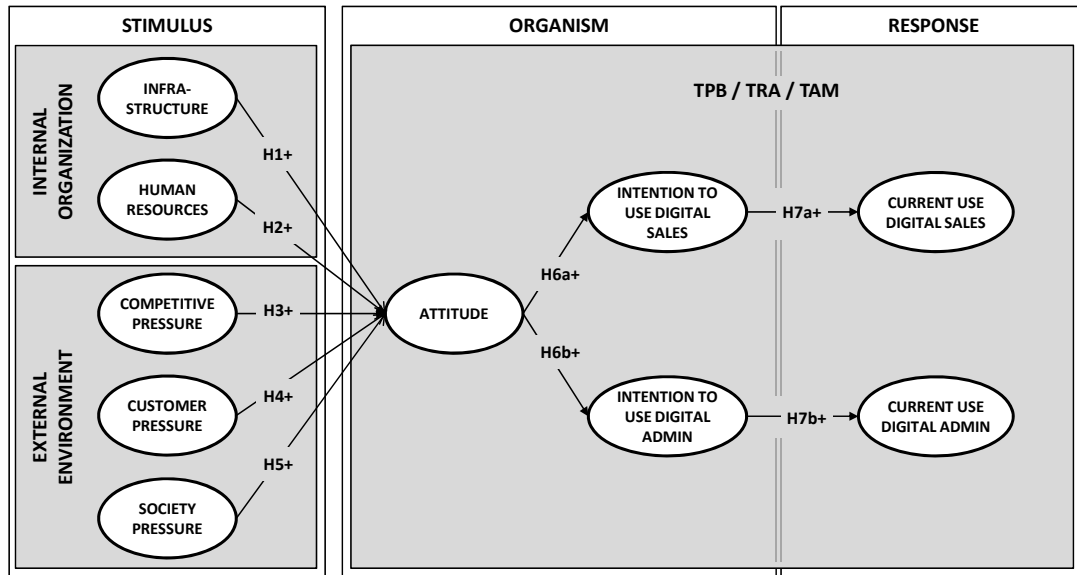 STIMULUS
ORGANISM
RESPONSE
INTERNAL
ORGANIZATION
INFRA-
STRUCTURE
HUMAN
RESOURCES
H1+
H2+
EXTERNAL
ENVIRONMENT
COMPETITIVE
PRESSURE
CUSTOMER
PRESSURE
SOCIETY
PRESSURE
H3+
H4+
H5+
TPB / TRA / TAM
ATTITUDE
H6a+
H6b+
INTENTION TO
USE DIGITAL
SALES
H7a+
CURRENT USE
DIGITAL SALES
INTENTION TO
USE DIGITAL
ADMIN
H7b+
CURRENT USE
DIGITAL ADMIN